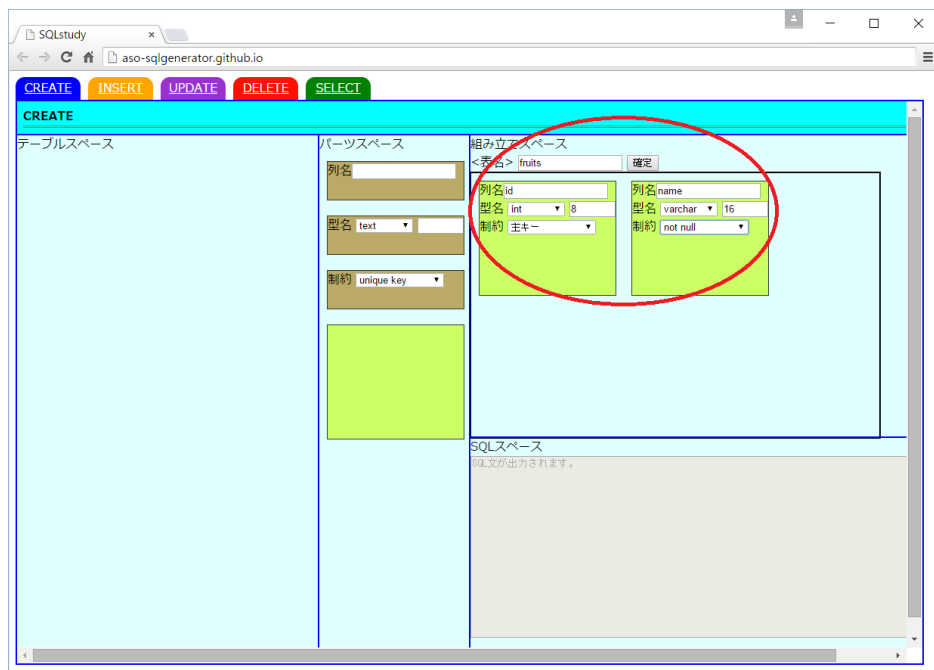 SQLstudy
aso-sqlgenerator.github.io
CREATE INSERT UPDATE DELETE SELECT
CREATE
テーブルスペース
パーツスペース
列名
型名 text
制約 unique key
組み立てスペース
<表名> fruits 確定
列名 id
型名 int 8
制約 主キー
列名 name
型名 varchar 16
制約 not null
SQLスペース
SQL文が出力されます。